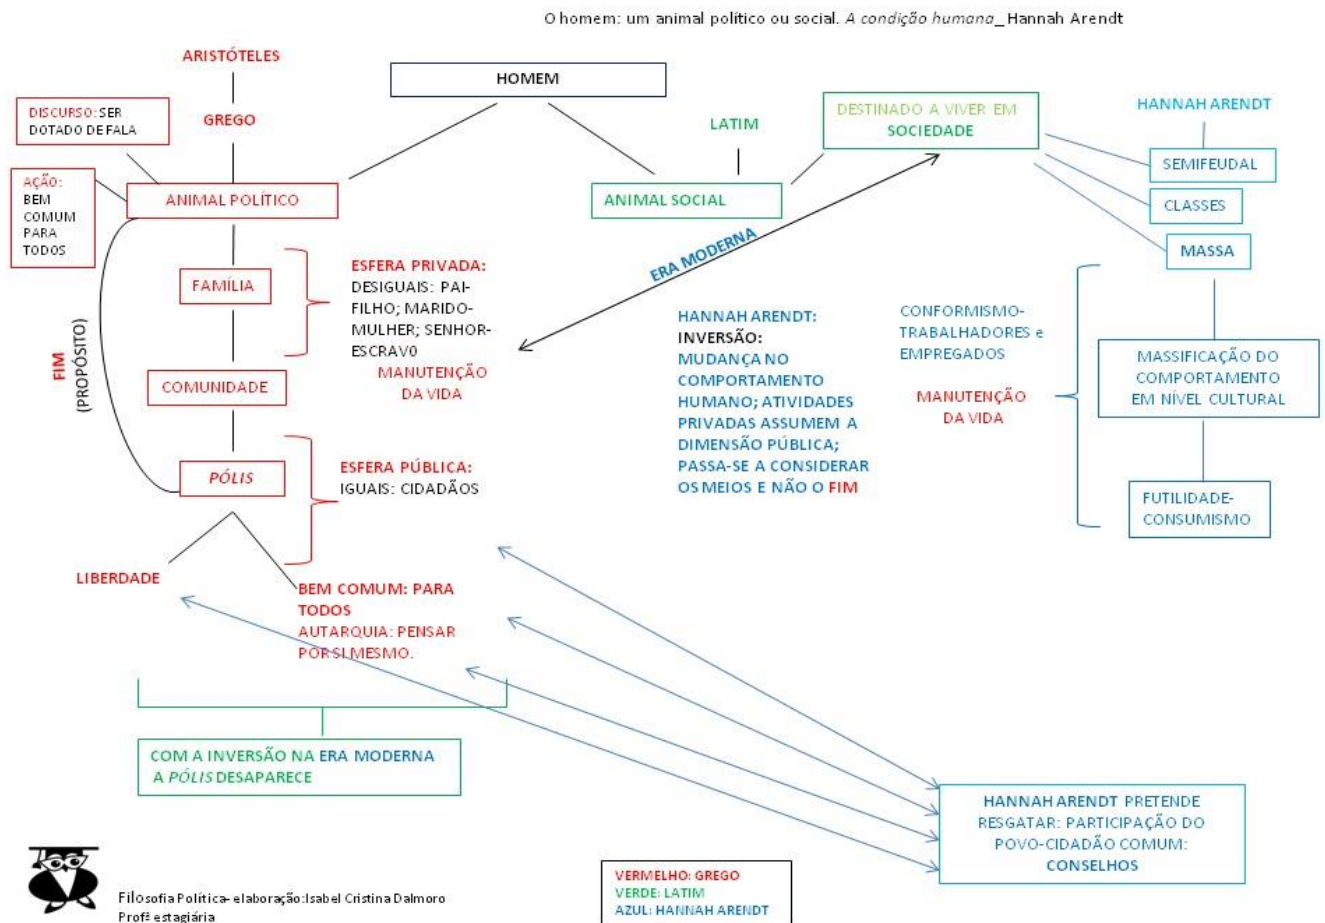 O homem: um animal político ou social. A condição humana_Hannah Arendt
ARISTÓTELES
GREGO
DISCURSO: SER
DOTADO DE FALA
AÇÃO:
BEM
COMUM
PARA
TODOS
ANIMAL POLÍTICO
HOMEM
LATIM
ANIMAL SOCIAL
DESTINADO A VIVER EM
SOCIEDADE
HANNAH ARENDT
SEMIFEUDAL
CLASSES
MASSA
ERA MODERNA
FAMÍLIA
ESFERA PRIVADA:
DESIGUAIS: PAI-
FILHO; MARIDO-
MULHER; SENHOR-
ESCRAV0
MANUTENÇÃO
DA VIDA
FIM
(PROPÓSITO)
COMUNIDADE
PÓLIS
ESFERA PÚBLICA:
IGUAIS: CIDADÃOS
HANNAH ARENDT:
INVERSÃO:
MUDANÇA NO
COMPORTAMENTO
HUMANO; ATIVIDADES
PRIVADAS ASSUMEM A
DIMENSÃO PÚBLICA;
PASSA-SE A CONSIDERAR
OS MEIOS E NÃO O FIM
CONFORMISMO-
TRABALHADORES e
EMPREGADOS
MANUTENÇÃO
DA VIDA
MASSIFICAÇÃO DO
COMPORTAMENTO
EM NÍVEL CULTURAL
FUTILIDADE-
CONSUMISMO
LIBERDADE
BEM COMUM: PARA
TODOS
AUTARQUIA: PENSAR
POR SI MESMO.
COM A INVERSÃO NA ERA MODERNA
A PÓLIS DESAPARECE
HANNAH ARENDT PRETENDE
RESGATAR: PARTICIPAÇÃO DO
POVO-CIDADÃO COMUM:
CONSELHOS
VERMELHO: GREGO
VERDE: LATIM
AZUL: HANNAH ARENDT
Filosofia Política- elaboração:Isabel Cristina Dalmoro
Profª estagiária